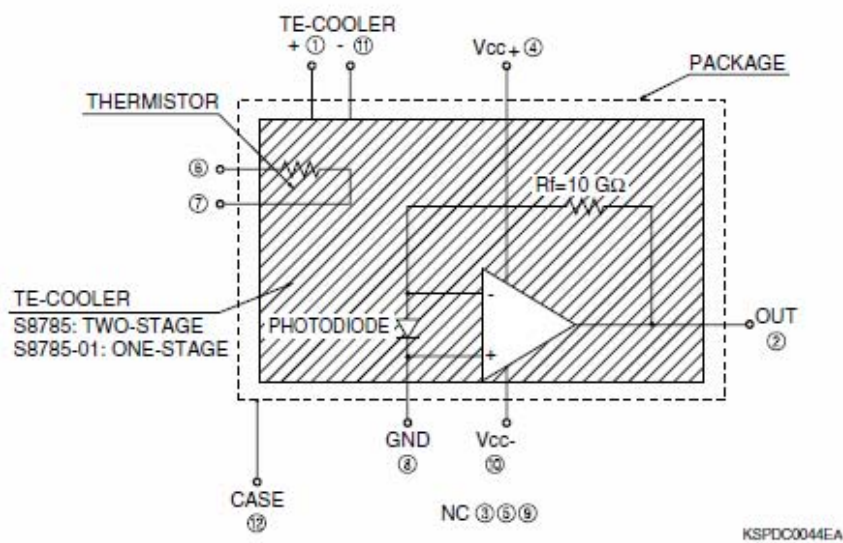 TE-COOLER
+ ① - ⑪
Vcc+ ④
PACKAGE
THERMISTOR
⑥
Rf=10 GΩ
⑦
TE-COOLER
S8785: TWO-STAGE
S8785-01: ONE-STAGE
PHOTODIODE
-
+
OUT
②
GND
⑧
Vcc-
⑩
CASE
⑫
NC ③⑤⑨
KSPDC0044EA